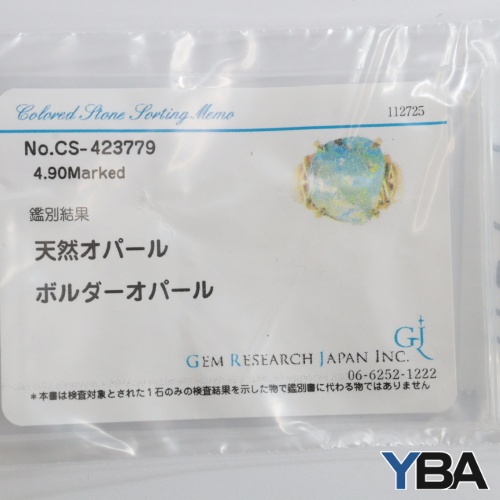 Colored Stone Sorting Memo 112725
No.CS-423779
4.90Marked
鑑別結果
天然オパール
ボルダーオパール
GJ
GEM RESEARCH JAPAN INC.
06-6252-1222
*本書は検査対象とされた1石のみの検査結果を示した物で鑑別書に代わる物ではありません
YBA